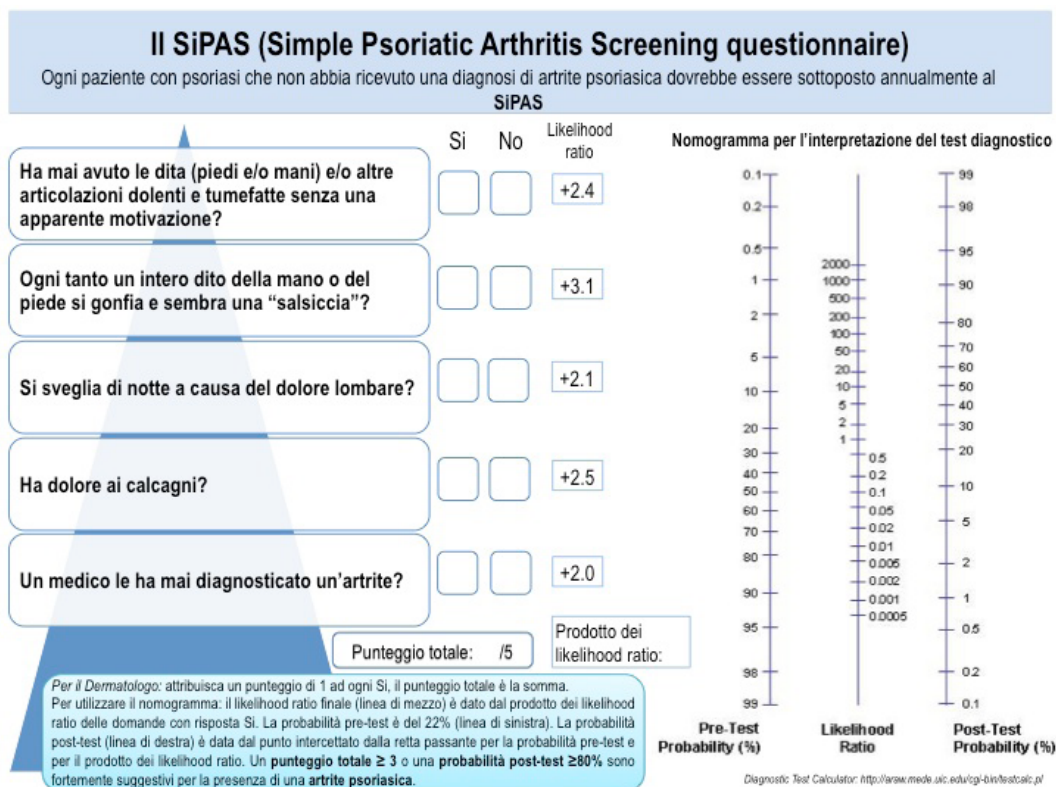 Il SiPAS (Simple Psoriatic Arthritis Screening questionnaire)
Ogni paziente con psoriasi che non abbia ricevuto una diagnosi di artrite psoriasica dovrebbe essere sottoposto annualmente al
SiPAS
Si No Likelihood
ratio
Ha mai avuto le dita (piedi e/o mani) e/o altre
articolazioni dolenti e tumefatte senza una
apparente motivazione?
+2.4
Ogni tanto un intero dito della mano o del
piede si gonfia e sembra una “salsiccia”?
+3.1
Si sveglia di notte a causa del dolore lombare?
+2.1
Ha dolore ai calcagni?
+2.5
Un medico le ha mai diagnosticato un’artrite?
+2.0
Punteggio totale: /5
Prodotto dei
likelihood ratio:
Per il Dermatologo: attribuisca un punteggio di 1 ad ogni Si, il punteggio totale è la somma.
Per utilizzare il nomogramma: il likelihood ratio finale (linea di mezzo) è dato dal prodotto dei likelihood
ratio delle domande con risposta Si. La probabilità pre-test è del 22% (linea di sinistra). La probabilità
post-test (linea di destra) è data dal punto intercettato dalla retta passante per la probabilità pre-test e
per il prodotto dei likelihood ratio. Un punteggio totale ≥ 3 o una probabilità post-test ≥80% sono
fortemente suggestivi per la presenza di una artrite psoriasica.
Nomogramma per l’interpretazione del test diagnostico
0.1
0.2
0.5
1
2
5
10
20
30
40
50
60
70
80
90
95
98
99
Pre-Test
Probability (%)
2000
1000
500
200
100
50
20
10
5
2
1
0.5
0.2
0.1
0.05
0.02
0.01
0.005
0.002
0.001
0.0005
Likelihood
Ratio
99
98
95
90
80
70
60
50
40
30
20
10
5
2
1
0.5
0.2
0.1
Post-Test
Probability (%)
Diagnostic Test Calculator: http://araw.mede.uic.edu/cgi-bin/testcalc.pl